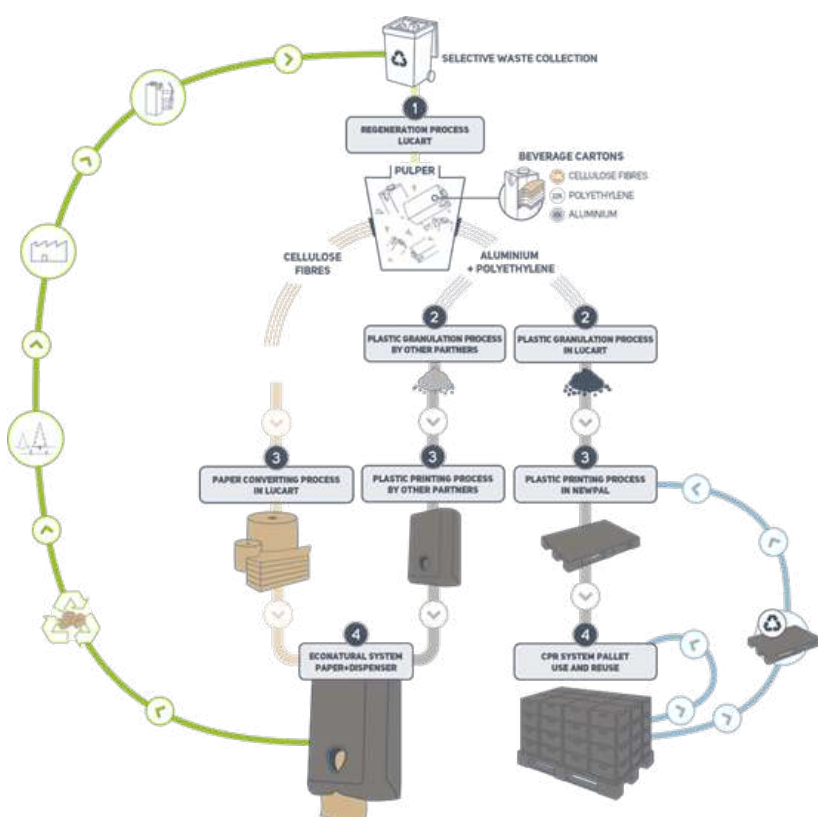 SELECTIVE WASTE COLLECTION
1
REGENERATION PROCESS
LUCART
PULPER
BEVERAGE CARTONS
CELLULOSE FIBRES
POLYETHYLENE
ALUMINIUM
CELLULOSE
FIBRES
ALUMINIUM
+ POLYETHYLENE
2
PLASTIC GRANULATION PROCESS
BY OTHER PARTNERS
2
PLASTIC GRANULATION PROCESS
IN LUCART
3
PAPER CONVERTING PROCESS
IN LUCART
3
PLASTIC PRINTING PROCESS
BY OTHER PARTNERS
3
PLASTIC PRINTING PROCESS
IN NEWPAL
4
ECONATURAL SYSTEM
PAPER+DISPENSER
4
CPR SYSTEM PALLET
USE AND REUSE